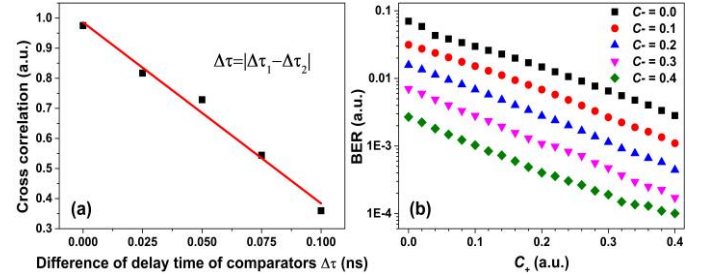 (a)
Δτ=|Δτ₁−Δτ₂|
Cross correlation (a.u.)
1.0
0.9
0.8
0.7
0.6
0.5
0.4
0.3
0.000
0.025
0.050
0.075
0.100
Difference of delay time of comparators Δτ (ns)
(b)
BER (a.u.)
0.1
0.01
1E-3
1E-4
C- = 0.0
C- = 0.1
C- = 0.2
C- = 0.3
C- = 0.4
0.0
0.1
0.2
0.3
0.4
C₊ (a.u.)